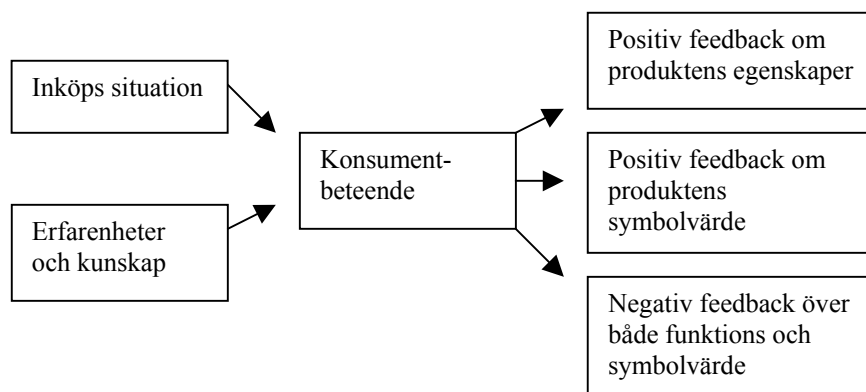 Inköps situation
Erfarenheter
och kunskap
Konsument-
beteende
Positiv feedback om
produktens egenskaper
Positiv feedback om
produktens
symbolvärde
Negativ feedback över
både funktions och
symbolvärde